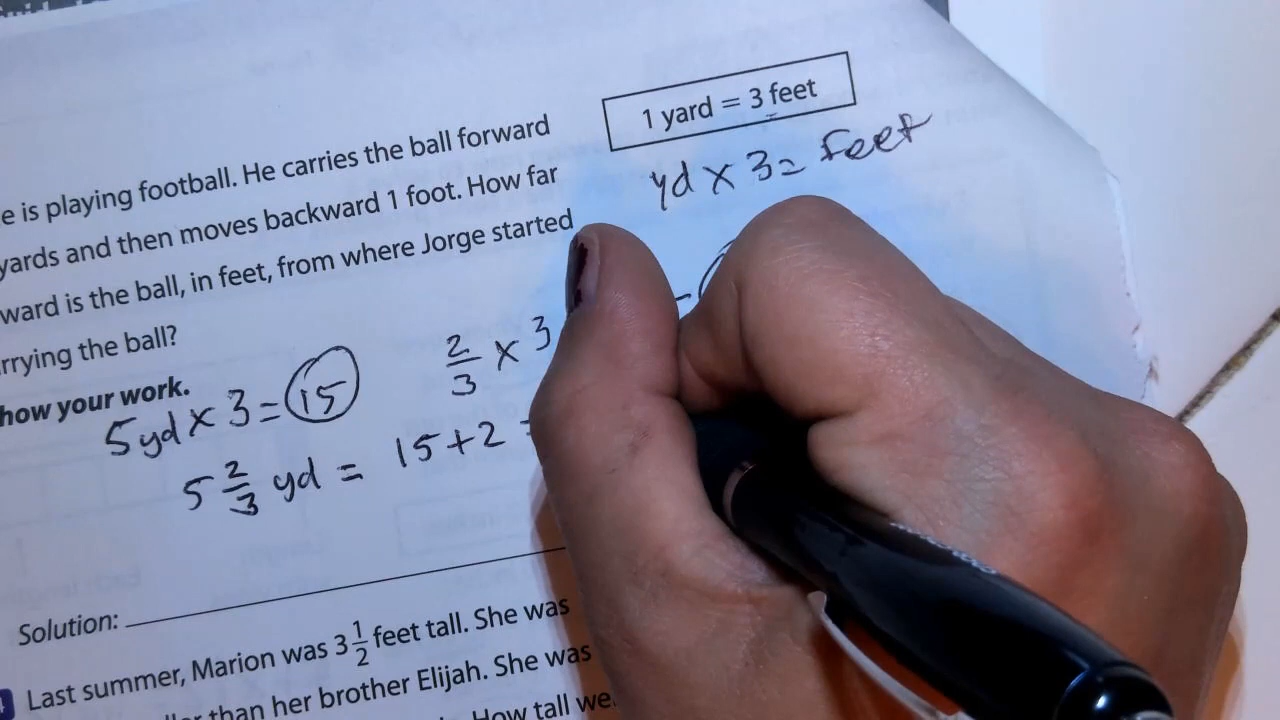 1 yard = 3 feet
yd x 3 = feet
e is playing football. He carries the ball forward
yards and then moves backward 1 foot. How far
ward is the ball, in feet, from where Jorge started
rrying the ball?
how your work.
5yd x 3 = 15
2/3 x 3
5 2/3 yd = 15 + 2 =
Solution:
Last summer, Marion was 3 1/2 feet tall. She was
than her brother Elijah. She was
How tall we